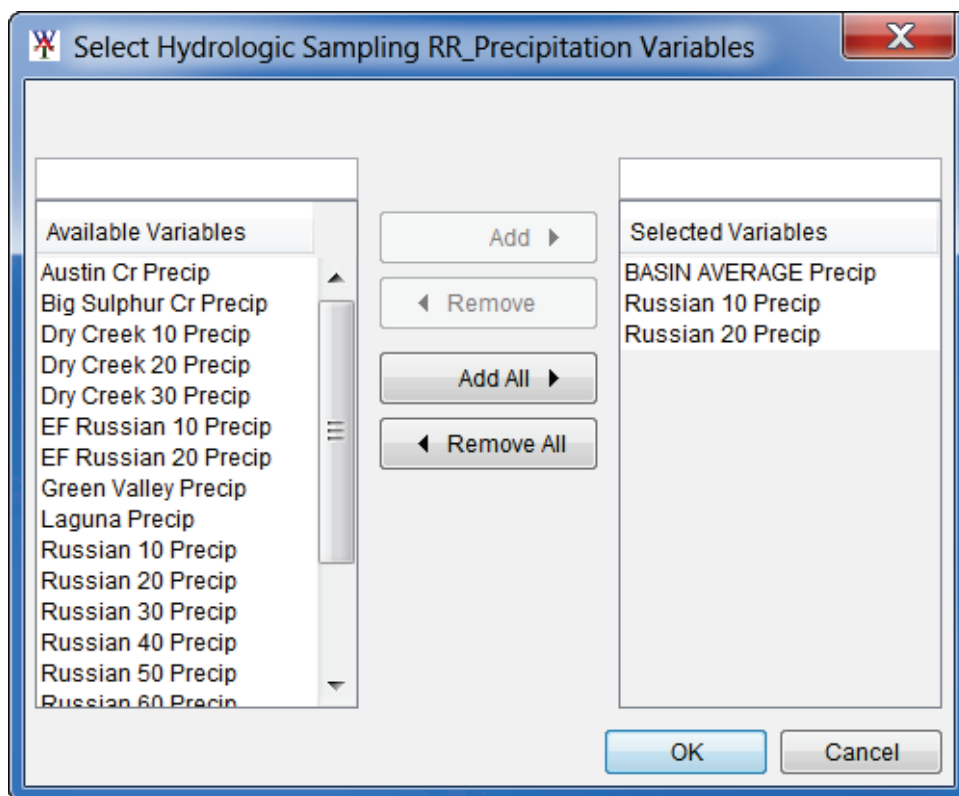 Select Hydrologic Sampling RR_Precipitation Variables
Available Variables
Austin Cr Precip
Big Sulphur Cr Precip
Dry Creek 10 Precip
Dry Creek 20 Precip
Dry Creek 30 Precip
EF Russian 10 Precip
EF Russian 20 Precip
Green Valley Precip
Laguna Precip
Russian 10 Precip
Russian 20 Precip
Russian 30 Precip
Russian 40 Precip
Russian 50 Precip
Russian 60 Precip
Add
Remove
Add All
Remove All
Selected Variables
BASIN AVERAGE Precip
Russian 10 Precip
Russian 20 Precip
OK
Cancel